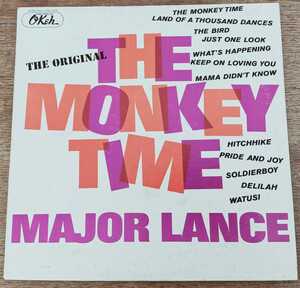 OKeh
THE MONKEY TIME
LAND OF A THOUSAND DANCES
THE BIRD
JUST ONE LOOK
WHAT'S HAPPENING
KEEP ON LOVING YOU
MAMA DIDN'T KNOW
THE ORIGINAL
THE
MONKEY
TIME
HITCHHIKE
PRIDE AND JOY
SOLDIERBOY
DELILAH
WATUSI
MAJOR LANCE